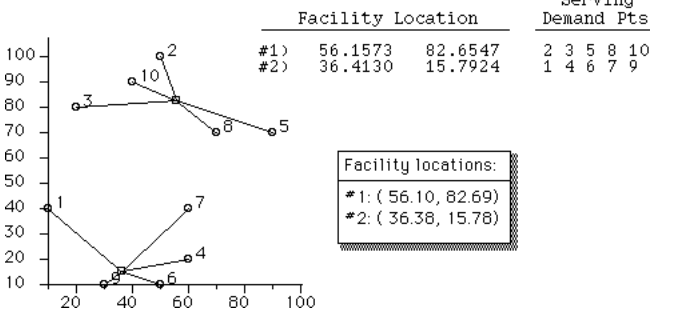 Serving
Facility Location Demand Pts
#1) 56.1573 82.6547 2 3 5 8 10
#2) 36.4130 15.7924 1 4 6 7 9
100
90
80
70
60
50
40
30
20
10
2
10
3
8
5
1
7
4
9
6
20 40 60 80 100
Facility locations:
#1: ( 56.10, 82.69)
#2: ( 36.38, 15.78)